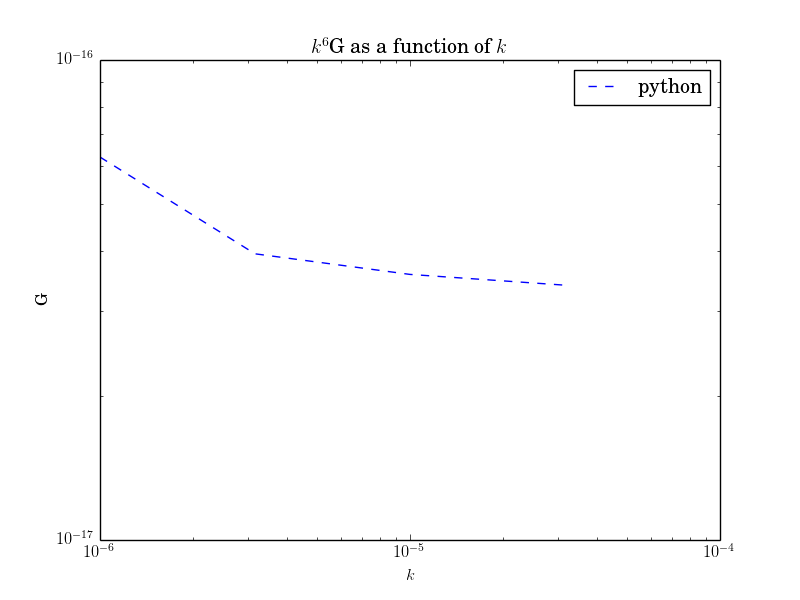 k⁶G as a function of k
10⁻¹⁶
python
G
10⁻¹⁷
10⁻⁶
10⁻⁵
10⁻⁴
k